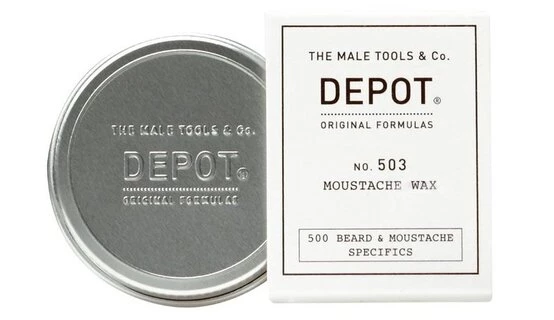 THE MALE TOOLS & Co.
DEPOT®
ORIGINAL FORMULAS
THE MALE TOOLS & Co.
DEPOT®
ORIGINAL FORMULAS
NO. 503
MOUSTACHE WAX
500 BEARD & MOUSTACHE
SPECIFICS